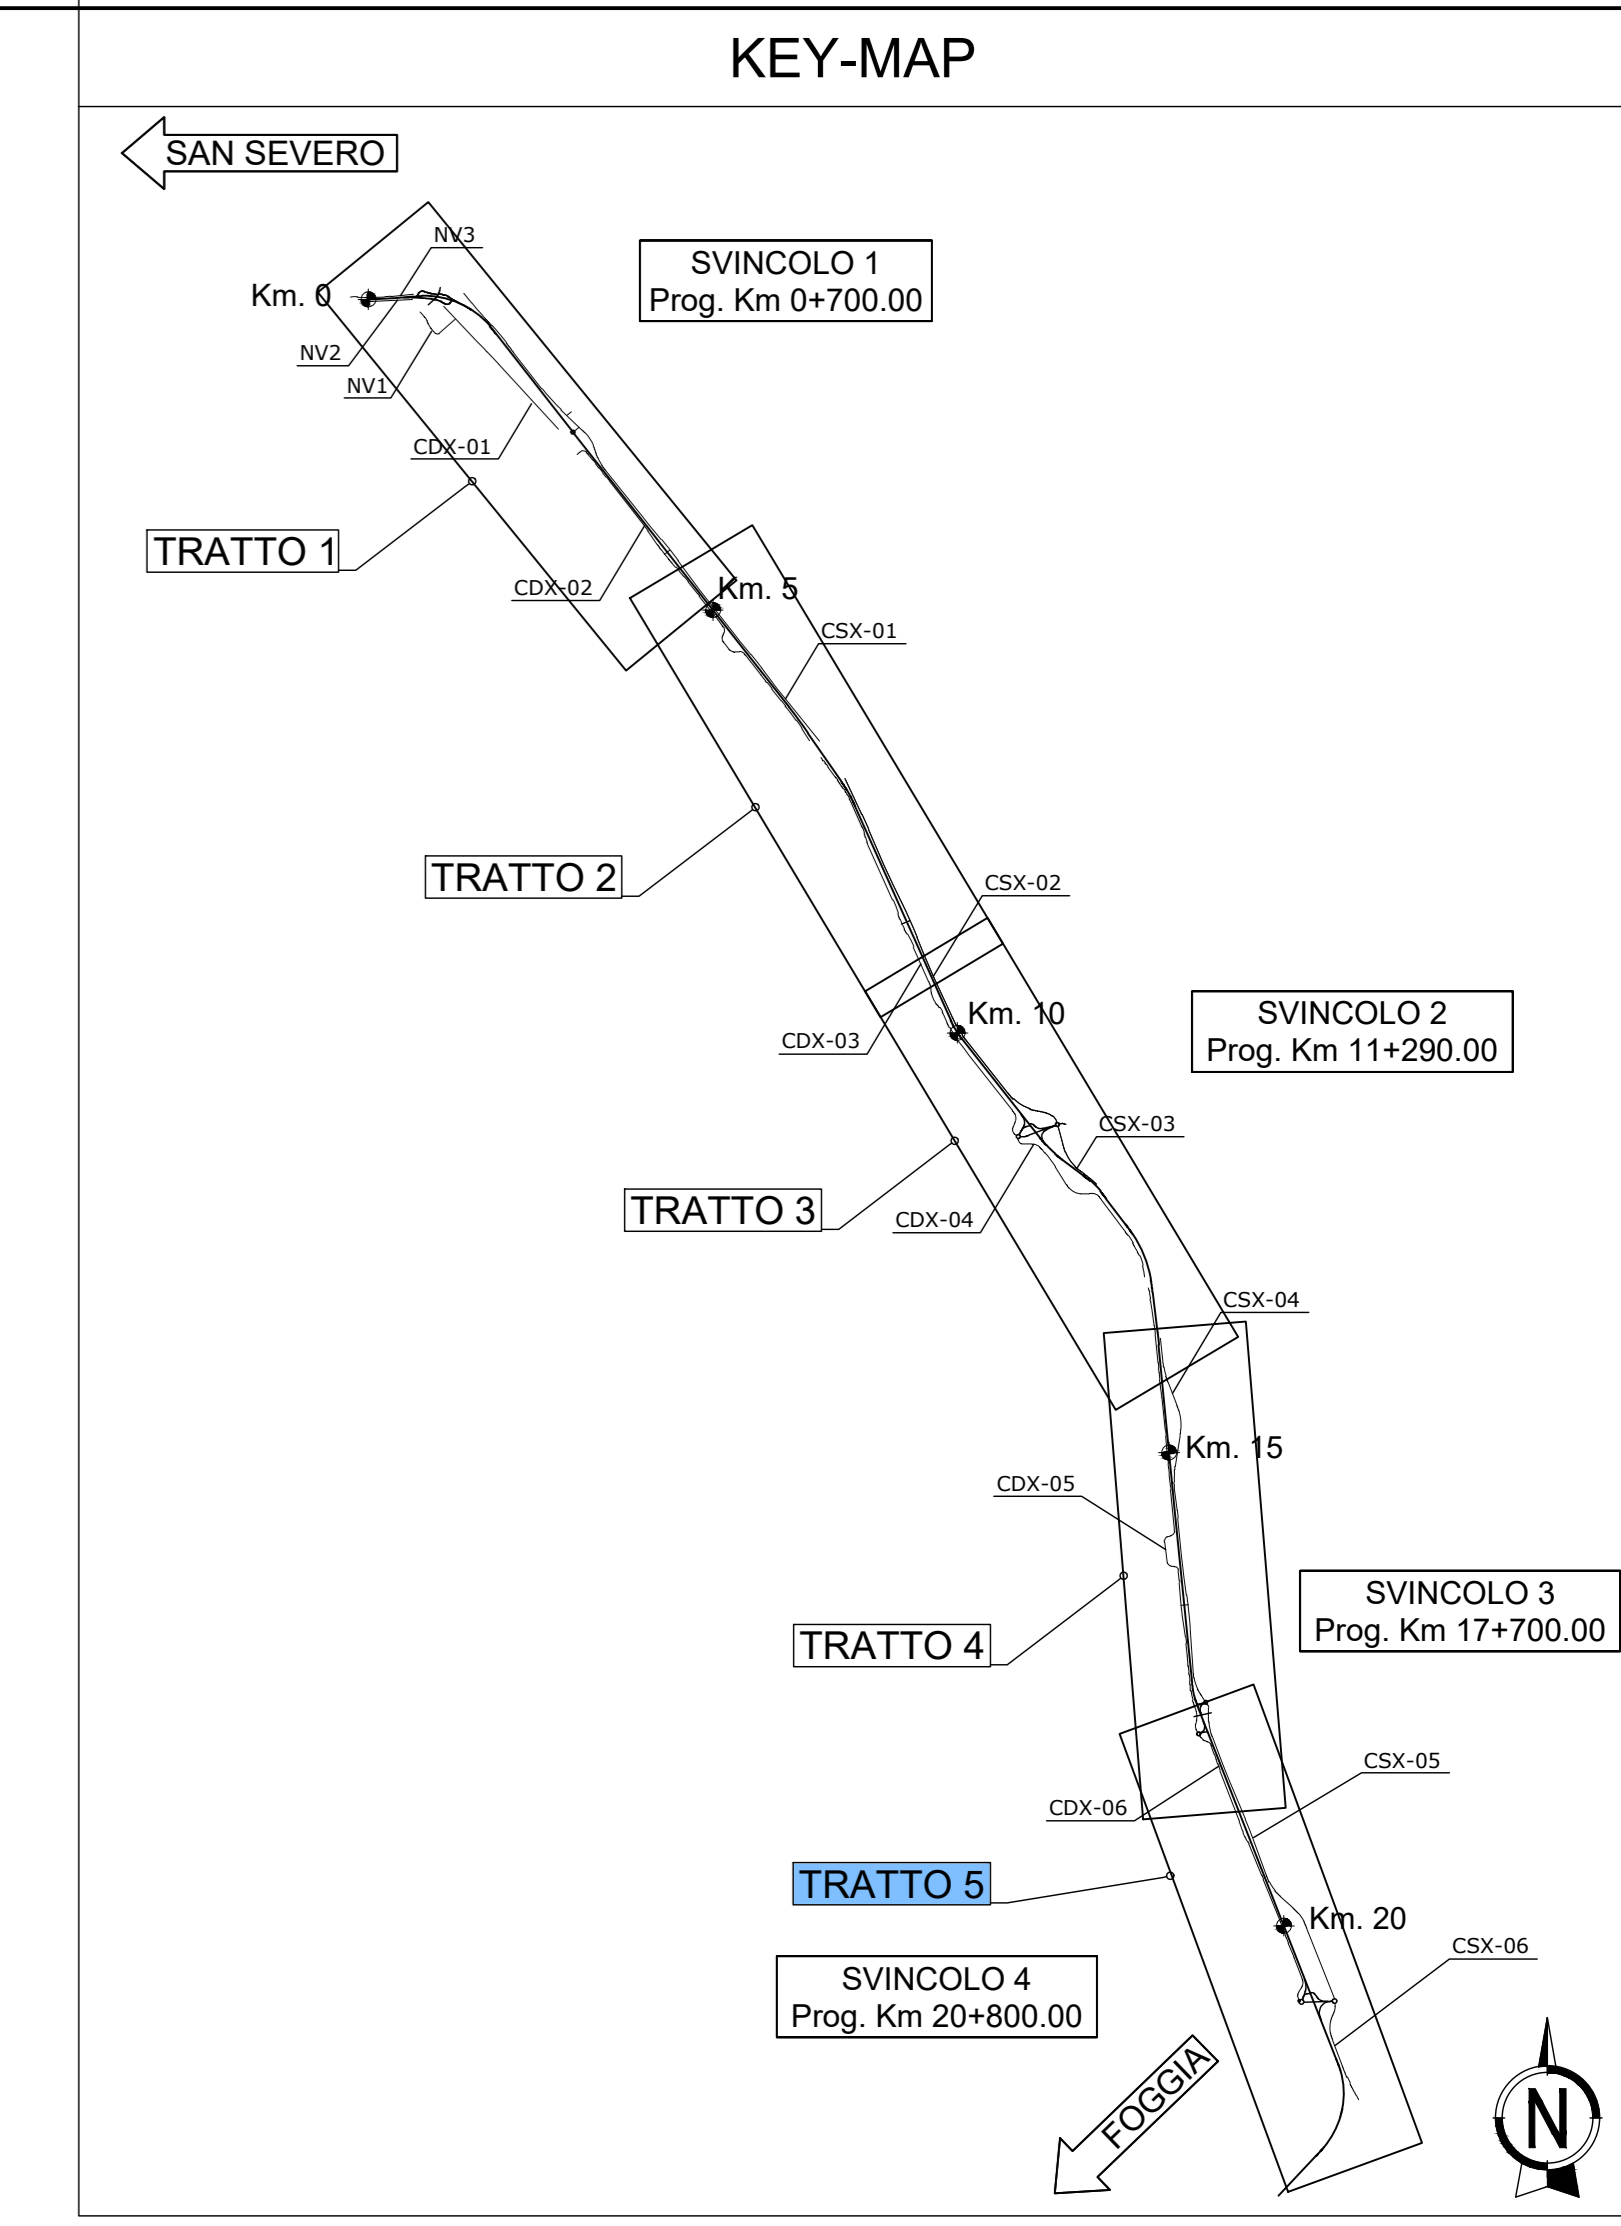 KEY-MAP
SAN SEVERO
NV3
SVINCOLO 1
Prog. Km 0+700.00
Km. 0
NV2
NV1
CDX-01
TRATTO 1
CDX-02
Km. 5
CSX-01
TRATTO 2
CSX-02
SVINCOLO 2
Prog. Km 11+290.00
Km. 10
CDX-03
CSX-03
TRATTO 3
CDX-04
CSX-04
Km. 15
CDX-05
SVINCOLO 3
Prog. Km 17+700.00
TRATTO 4
CSX-05
CDX-06
TRATTO 5
Km. 20
CSX-06
SVINCOLO 4
Prog. Km 20+800.00
FOGGIA
N